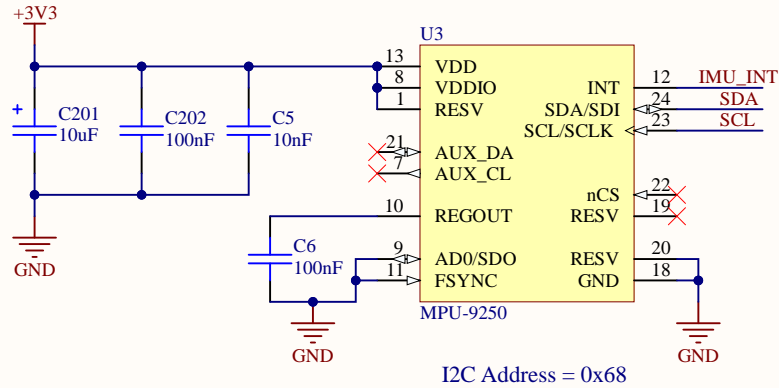 +3V3
U3
13 VDD
8 VDDIO
1 RESV
INT 12 IMU_INT
SDA/SDI 24 SDA
SCL/SCLK 23 SCL
+
C201
10uF
C202
100nF
C5
10nF
21 AUX_DA
7 AUX_CL
nCS 22
RESV 19
10 REGOUT
C6
100nF
9 AD0/SDO
11 FSYNC
RESV 20
GND 18
GND
MPU-9250
GND
GND
I2C Address = 0x68